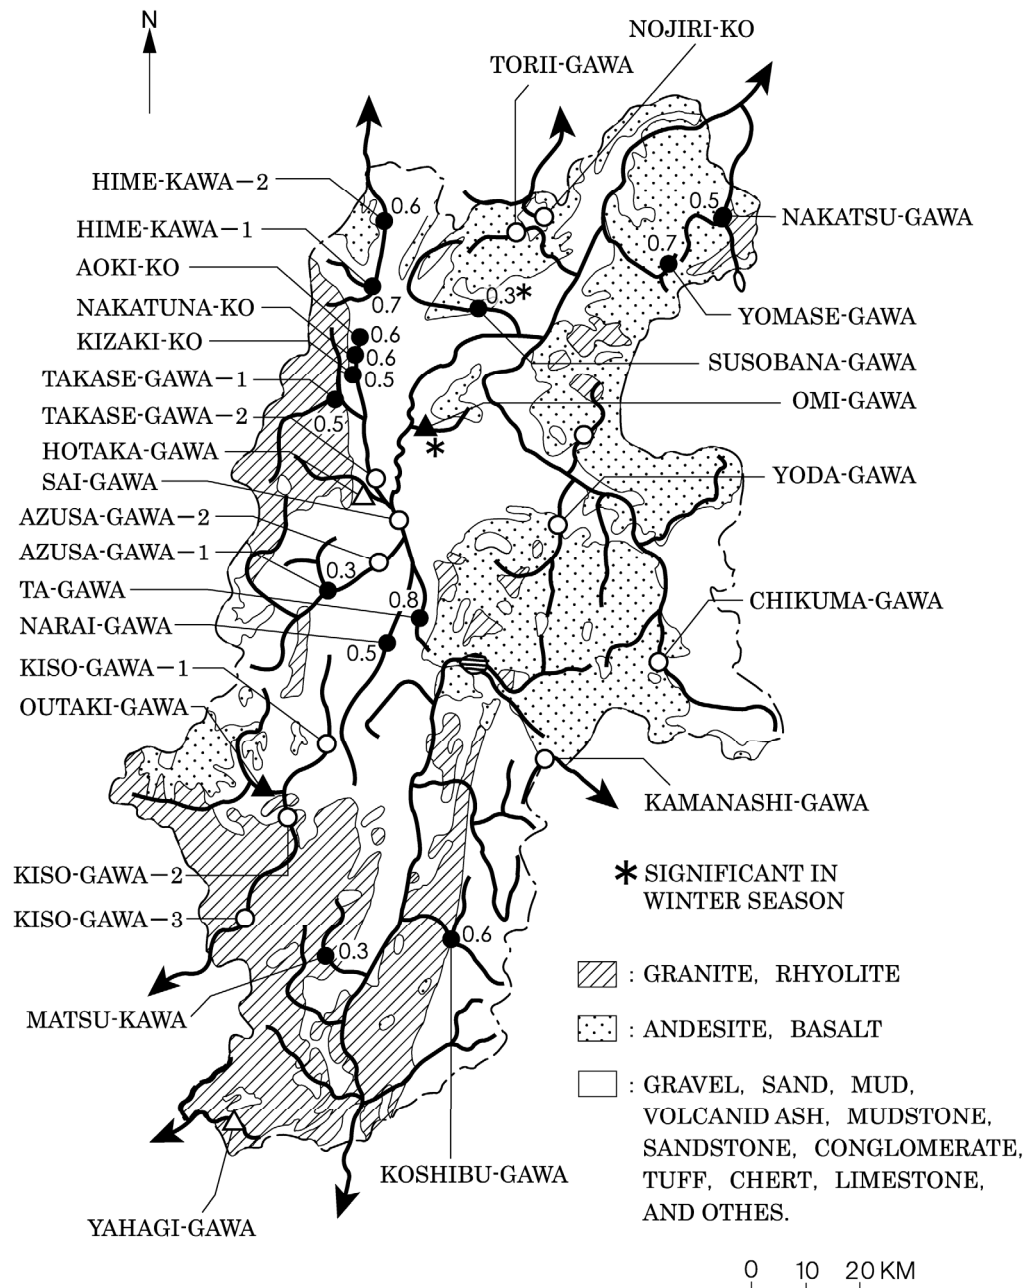 N
NOJIRI-KO
TORII-GAWA
HIME-KAWA-2
0.6
0.5
NAKATSU-GAWA
HIME-KAWA-1
0.7
AOKI-KO
0.7
0.3*
NAKATUNA-KO
0.6
YOMASE-GAWA
KIZAKI-KO
0.6
SUSOBANA-GAWA
TAKASE-GAWA-1
0.5
OMI-GAWA
TAKASE-GAWA-2
0.5
HOTAKA-GAWA
*
SAI-GAWA
YODA-GAWA
AZUSA-GAWA-2
AZUSA-GAWA-1
0.3
TA-GAWA
0.8
CHIKUMA-GAWA
NARAI-GAWA
0.5
KISO-GAWA-1
OUTAKI-GAWA
KAMANASHI-GAWA
KISO-GAWA-2
* SIGNIFICANT IN
WINTER SEASON
KISO-GAWA-3
0.3
0.6
: GRANITE, RHYOLITE
MATSU-KAWA
: ANDESITE, BASALT
: GRAVEL, SAND, MUD,
VOLCANID ASH, MUDSTONE,
SANDSTONE, CONGLOMERATE,
TUFF, CHERT, LIMESTONE,
AND OTHES.
KOSHIBU-GAWA
YAHAGI-GAWA
0 10 20 KM